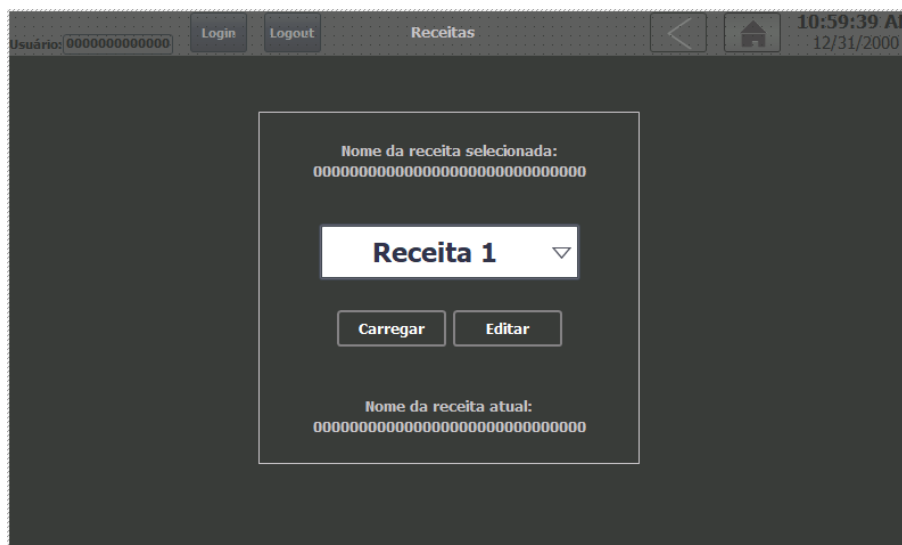 Usuário: 0000000000000 Login Logout Receitas 10:59:39 AM
12/31/2000
Nome da receita selecionada:
000000000000000000000000000000
Receita 1
Carregar Editar
Nome da receita atual:
000000000000000000000000000000